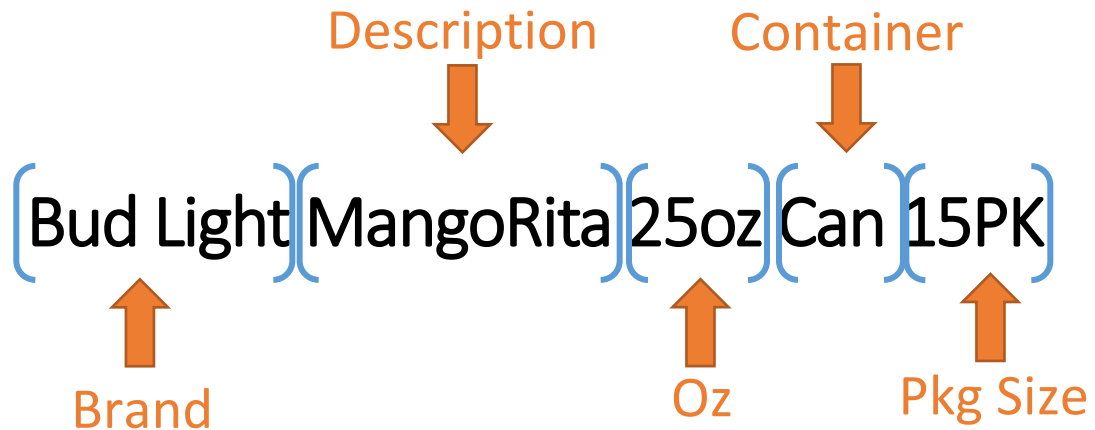 Description Container
Bud Light MangoRita 25oz Can 15PK
Brand Oz Pkg Size